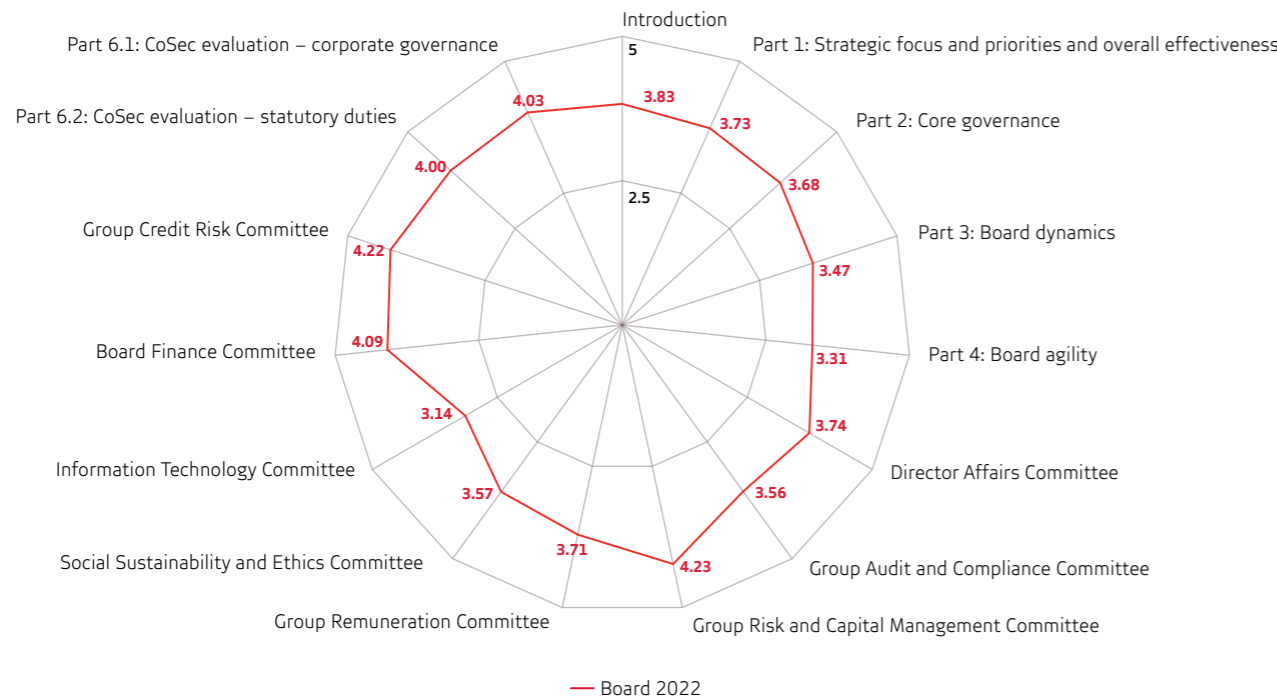 Introduction
Part 6.1: CoSec evaluation – corporate governance
5
Part 1: Strategic focus and priorities and overall effectiveness
4.03
3.83
3.73
Part 6.2: CoSec evaluation – statutory duties
Part 2: Core governance
4.00
3.68
2.5
Group Credit Risk Committee
Part 3: Board dynamics
4.22
3.47
Board Finance Committee
4.09
3.31
Part 4: Board agility
3.14
3.74
Information Technology Committee
Director Affairs Committee
3.57
3.56
Social Sustainability and Ethics Committee
3.71
4.23
Group Audit and Compliance Committee
Group Remuneration Committee
Group Risk and Capital Management Committee
Board 2022